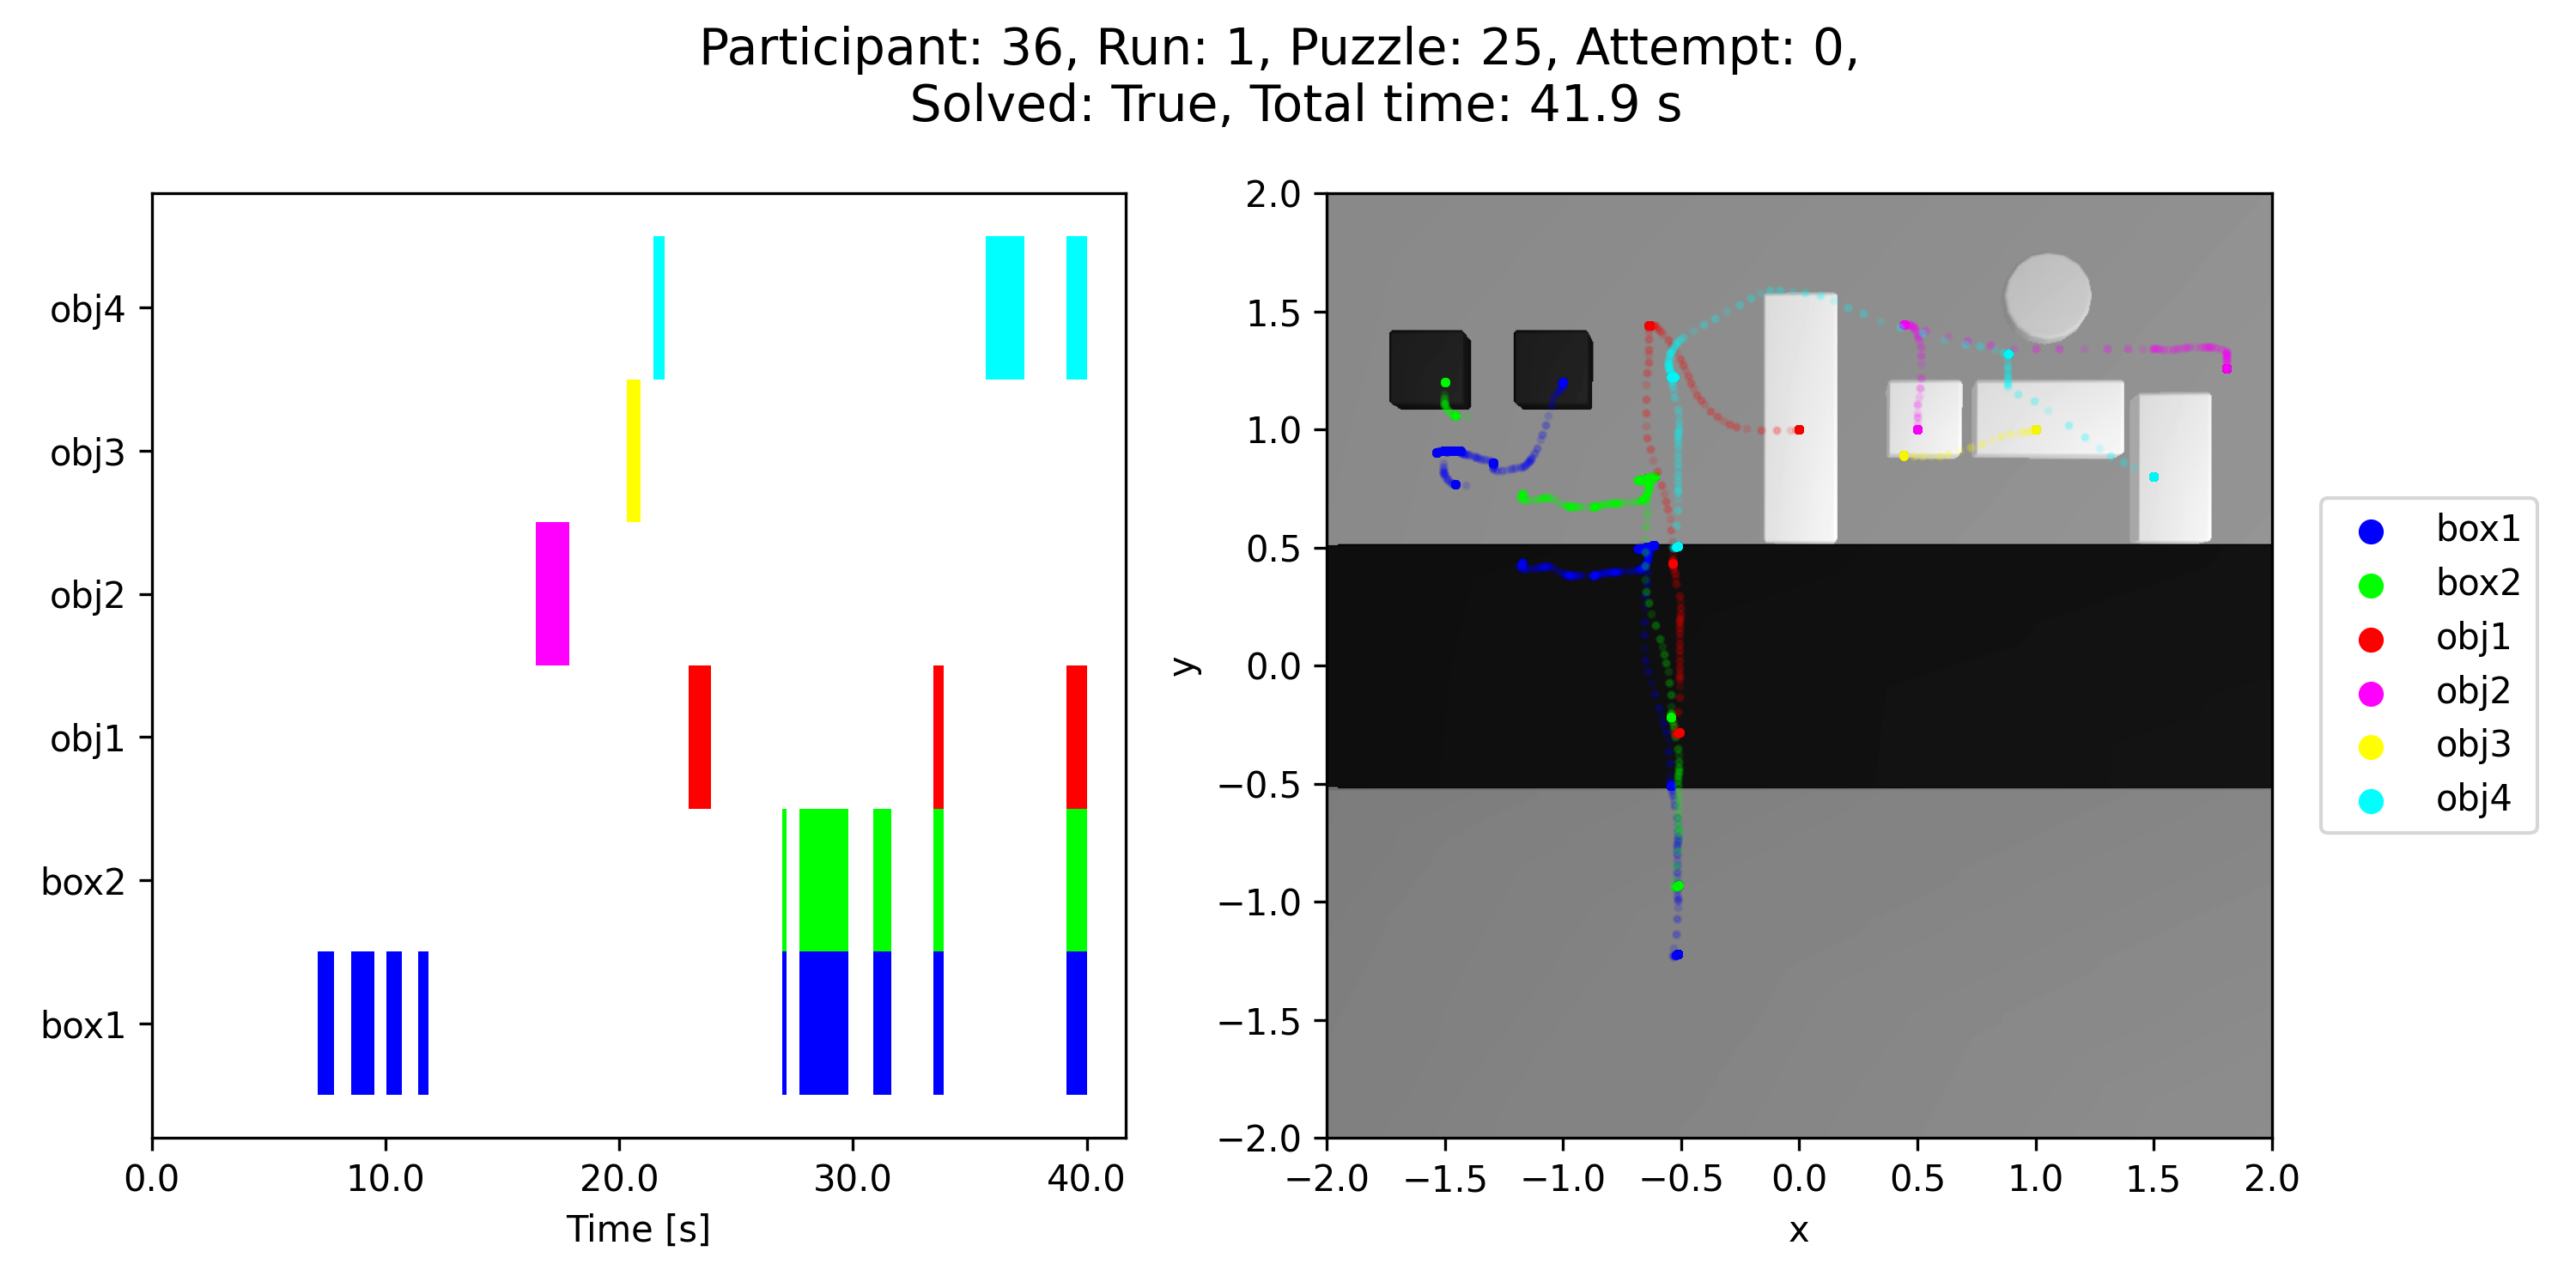 Participant: 36, Run: 1, Puzzle: 25, Attempt: 0,
Solved: True, Total time: 41.9 s
obj4
obj3
obj2
obj1
box2
box1
0.0 10.0 20.0 30.0 40.0
Time [s]
2.0
1.5
1.0
0.5
0.0
−0.5
−1.0
−1.5
−2.0
y
−2.0 −1.5 −1.0 −0.5 0.0 0.5 1.0 1.5 2.0
x
box1
box2
obj1
obj2
obj3
obj4